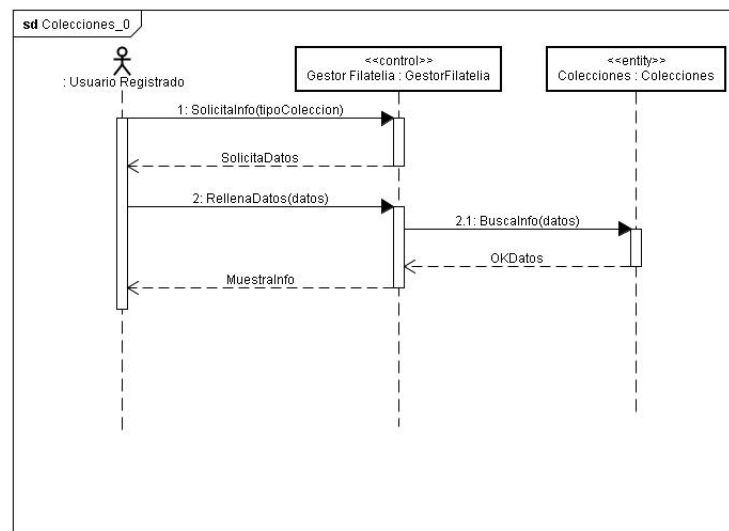 sd Colecciones_0
<<control>>
Gestor Filatelia : GestorFilatelia
<<entity>>
Colecciones : Colecciones
: Usuario Registrado
1: SolicitaInfo(tipoColeccion)
SolicitaDatos
2: RellenaDatos(datos)
2.1: BuscaInfo(datos)
OKDatos
MuestraInfo